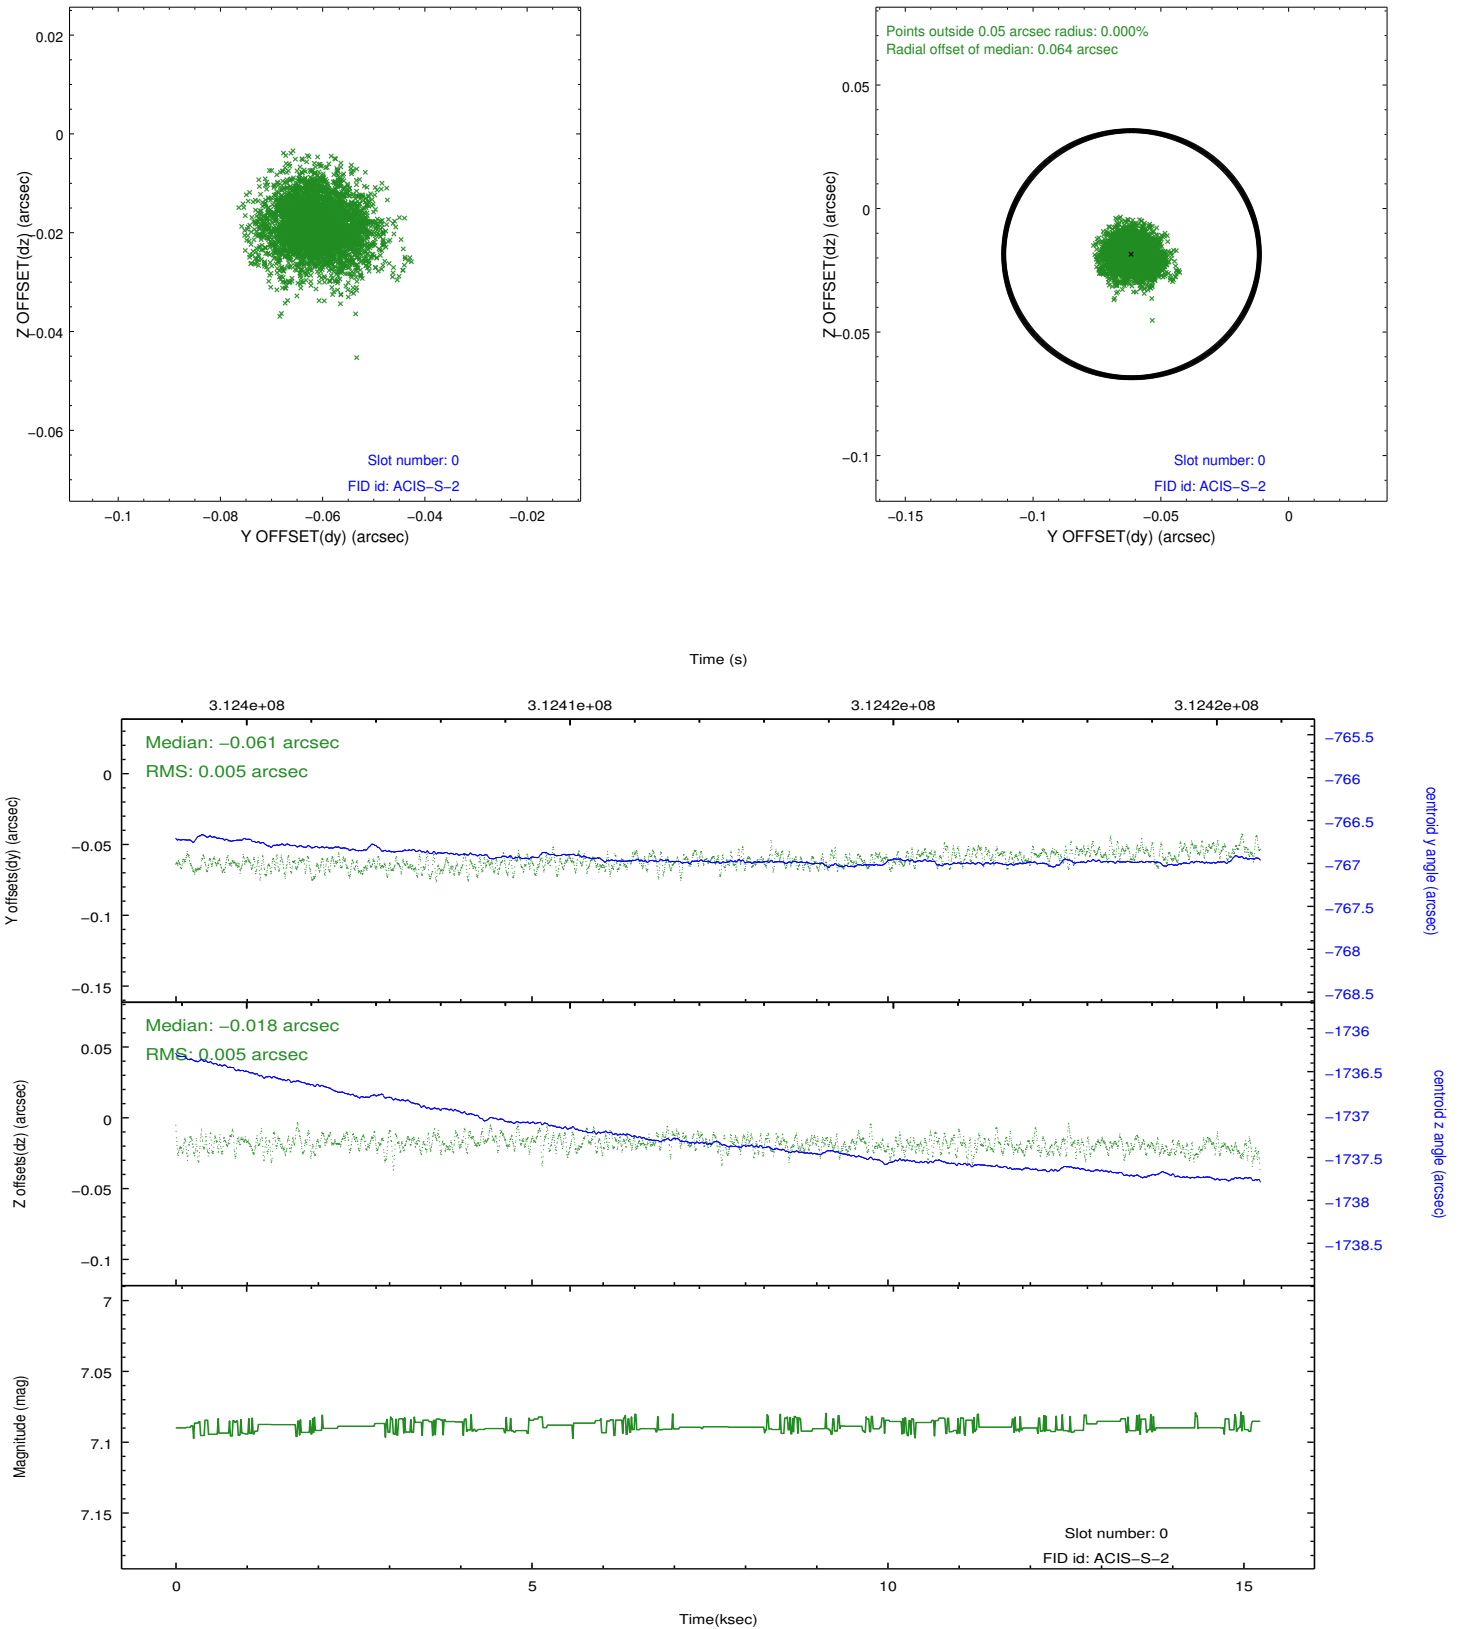 0.02
0
−0.02
−0.04
−0.06
Z OFFSET(dz) (arcsec)
Slot number: 0
FID id: ACIS−S−2
−0.1
−0.08
−0.06
−0.04
−0.02
Y OFFSET(dy) (arcsec)
Points outside 0.05 arcsec radius: 0.000%
Radial offset of median: 0.064 arcsec
0.05
0
−0.05
−0.1
Z OFFSET(dz) (arcsec)
Slot number: 0
FID id: ACIS−S−2
−0.15
−0.1
−0.05
0
Y OFFSET(dy) (arcsec)
Time (s)
3.124e+08
3.1241e+08
3.1242e+08
3.1242e+08
Median: −0.061 arcsec
RMS: 0.005 arcsec
0
−0.05
−0.1
−0.15
Y offsets(dy) (arcsec)
−765.5
−766
−766.5
−767
−767.5
−768
−768.5
centroid y angle (arcsec)
Median: −0.018 arcsec
RMS: 0.005 arcsec
0.05
0
−0.05
−0.1
Z offsets(dz) (arcsec)
−1736
−1736.5
−1737
−1737.5
−1738
−1738.5
centroid z angle (arcsec)
7
7.05
7.1
7.15
Magnitude (mag)
Slot number: 0
FID id: ACIS−S−2
0
5
10
15
Time(ksec)